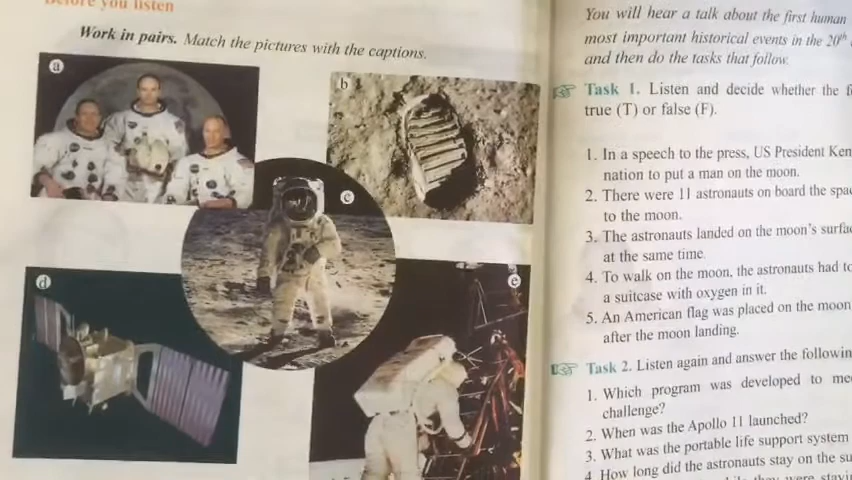 Before you listen
Work in pairs. Match the pictures with the captions.
a
b
c
d
e
You will hear a talk about the first human
most important historical events in the 20th
and then do the tasks that follow.
Task 1. Listen and decide whether the
true (T) or false (F).
1. In a speech to the press, US President
nation to put a man on the moon.
2. There were 11 astronauts on board the
to the moon.
3. The astronauts landed on the moon's
at the same time.
4. To walk on the moon, the astronauts had
a suitcase with oxygen in it.
5. An American flag was placed on the moon
after the moon landing.
Task 2. Listen again and answer the
1. Which program was developed to
challenge?
2. When was the Apollo 11 launched?
3. What was the portable life support system
4. How long did the astronauts stay on the
they were